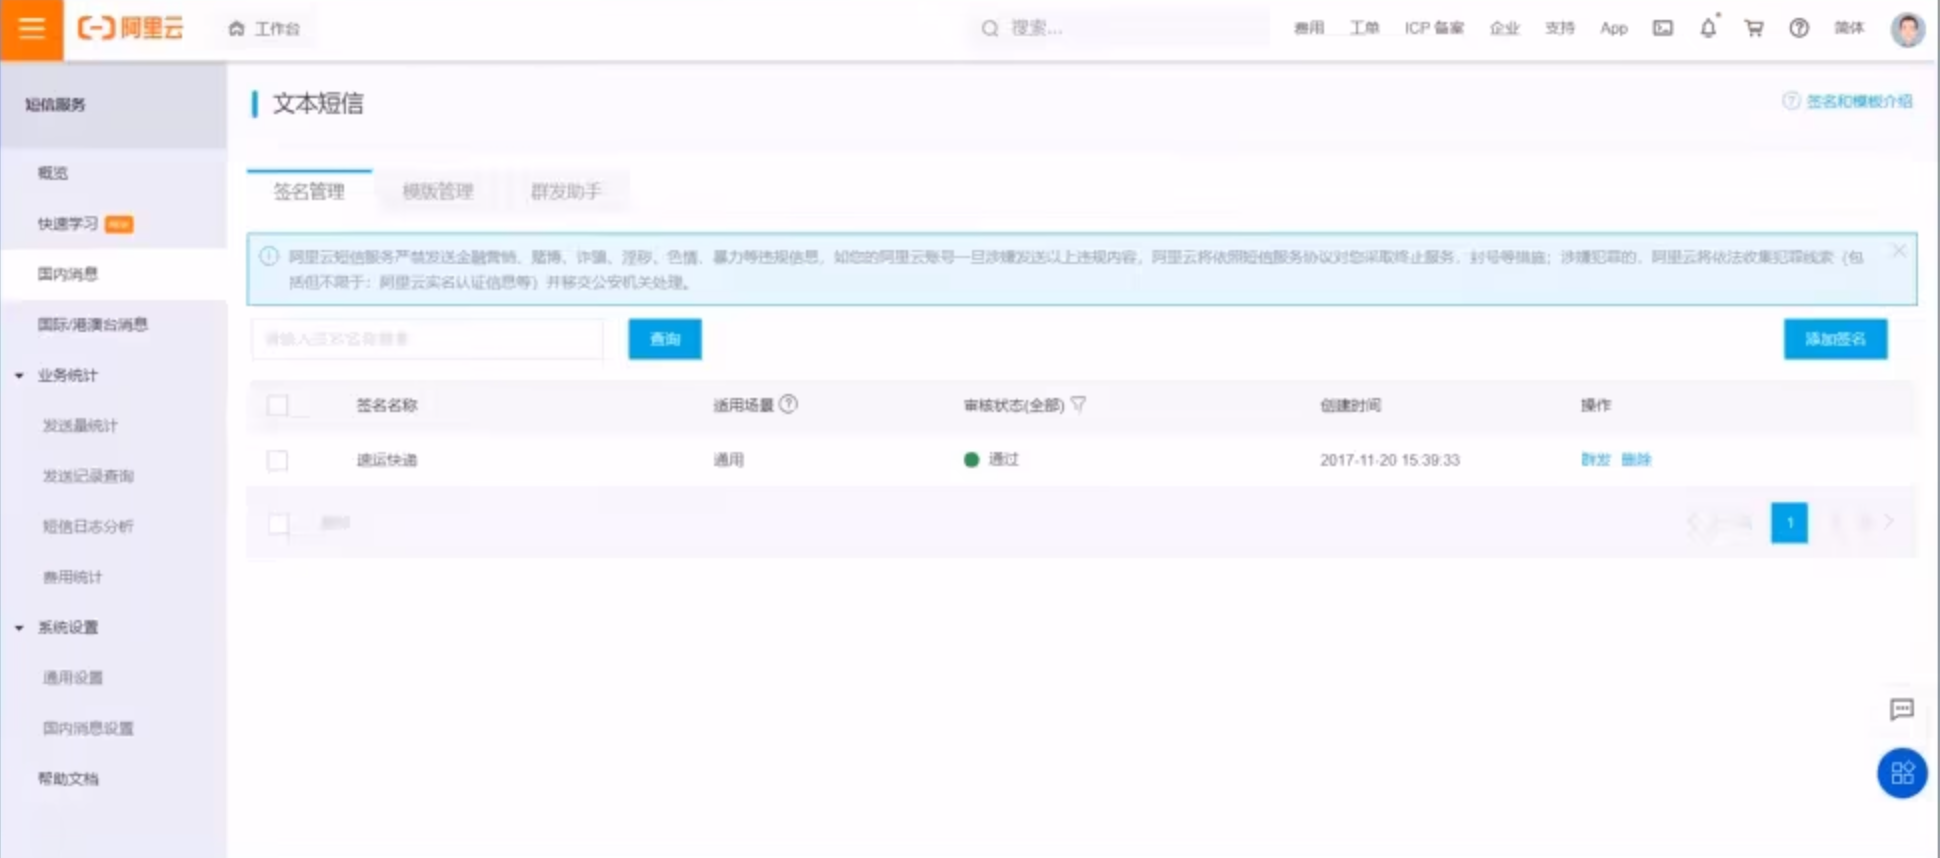 阿里云
工作台
搜索...
费用 工单 ICP 备案 企业 支持 App 简体
短信服务
概览
快速学习
国内消息
国际/港澳台消息
业务统计
发送量统计
发送记录查询
短信日志分析
费用统计
系统设置
通用设置
国内消息设置
帮助文档
文本短信
签名和模板介绍
签名管理 模版管理 群发助手
阿里云短信服务严禁发送金融营销、赌博、诈骗、淫秽、色情、暴力等违规信息，如您的阿里云账号一旦涉嫌发送以上违规内容，阿里云将依照短信服务协议对您采取终止服务、封号等措施；涉嫌犯罪的，阿里云将依法收集犯罪线索（包
括但不限于：阿里云实名认证信息等）并移交公安机关处理。
查询
添加签名
签名名称 适用场景 审核状态(全部) 创建时间 操作
速运快递 通用 通过 2017-11-20 15:39:33 群发 删除
1